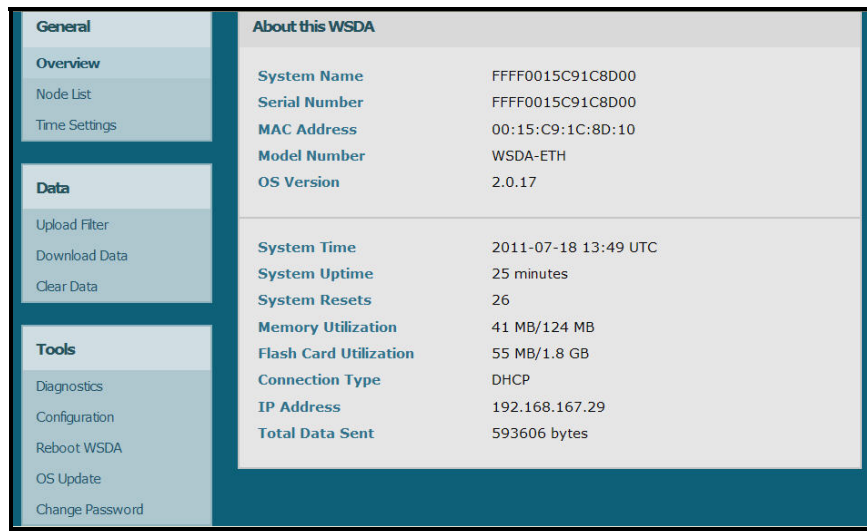 General
Overview
Node List
Time Settings
Data
Upload Filter
Download Data
Clear Data
Tools
Diagnostics
Configuration
Reboot WSDA
OS Update
Change Password
About this WSDA
System Name FFFF0015C91C8D00
Serial Number FFFF0015C91C8D00
MAC Address 00:15:C9:1C:8D:10
Model Number WSDA-ETH
OS Version 2.0.17
System Time 2011-07-18 13:49 UTC
System Uptime 25 minutes
System Resets 26
Memory Utilization 41 MB/124 MB
Flash Card Utilization 55 MB/1.8 GB
Connection Type DHCP
IP Address 192.168.167.29
Total Data Sent 593606 bytes